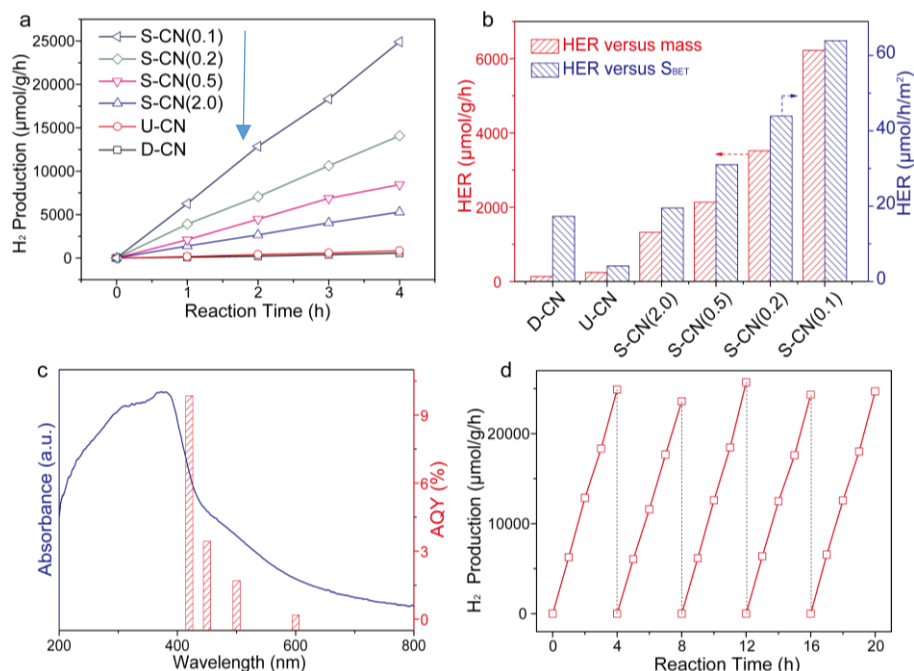 a
H₂ Production (μmol/g/h)
25000
20000
15000
10000
5000
0
S-CN(0.1)
S-CN(0.2)
S-CN(0.5)
S-CN(2.0)
U-CN
D-CN
0 1 2 3 4
Reaction Time (h)
b
HER (μmol/g/h)
6000
4000
2000
0
HER versus mass
HER versus SBET
60
40
20
0
HER (μmol/h/m²)
D-CN
U-CN
S-CN(2.0)
S-CN(0.5)
S-CN(0.2)
S-CN(0.1)
c
Absorbance (a.u.)
9
6
3
0
AQY (%)
200 400 600 800
Wavelength (nm)
d
H₂ Production (μmol/g/h)
20000
10000
0
0 4 8 12 16 20
Reaction Time (h)